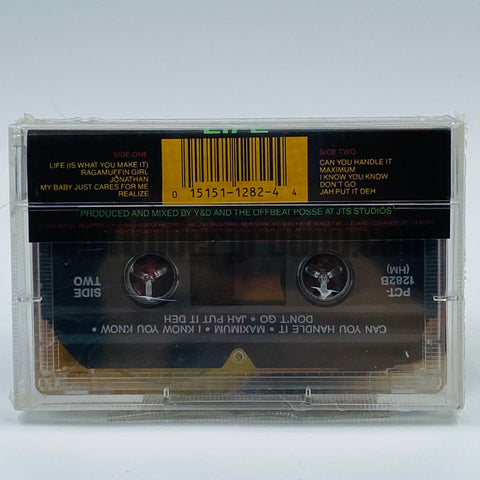 LIFE
SIDE ONE
LIFE (IS WHAT YOU MAKE IT)
RAGAMUFFIN GIRL
JONATHAN
MY BABY JUST CARES FOR ME
REALIZE
0 15151-1282-4 4
SIDE TWO
CAN YOU HANDLE IT
MAXIMUM
I KNOW YOU KNOW
DON'T GO
JAH PUT IT DEH
PRODUCED AND MIXED BY Y&D AND THE OFFBEAT POSSE AT JTS STUDIOS
SIDE
TWO
PCT-
1282B
(HM)
CAN YOU HANDLE IT • MAXIMUM • I KNOW YOU KNOW •
DON'T GO • JAH PUT IT DEH